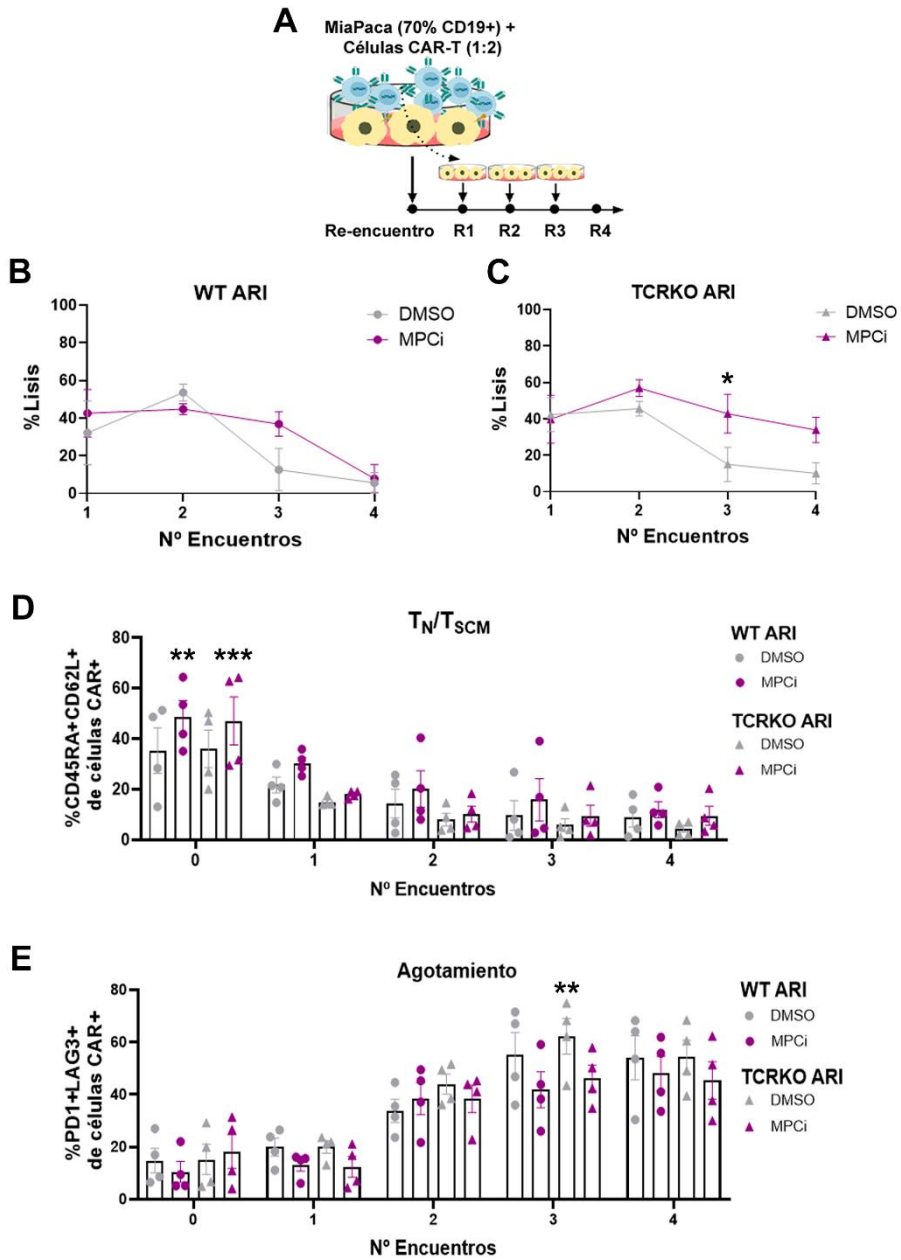 A
MiaPaca (70% CD19+) +
Células CAR-T (1:2)
Re-encuentro R1 R2 R3 R4
B
WT ARI
DMSO
MPCi
% Lisis
100
80
60
40
20
0
1 2 3 4
Nº Encuentros
C
TCRKO ARI
DMSO
MPCi
% Lisis
100
80
60
40
20
0
*
1 2 3 4
Nº Encuentros
D
TN/TSCM
%CD45RA+CD62L+
de células CAR+
80
60
40
20
0
** ***
0 1 2 3 4
Nº Encuentros
WT ARI
DMSO
MPCi
TCRKO ARI
DMSO
MPCi
E
Agotamiento
%PD1+LAG3+
de células CAR+
80
60
40
20
0
**
0 1 2 3 4
Nº Encuentros
WT ARI
DMSO
MPCi
TCRKO ARI
DMSO
MPCi